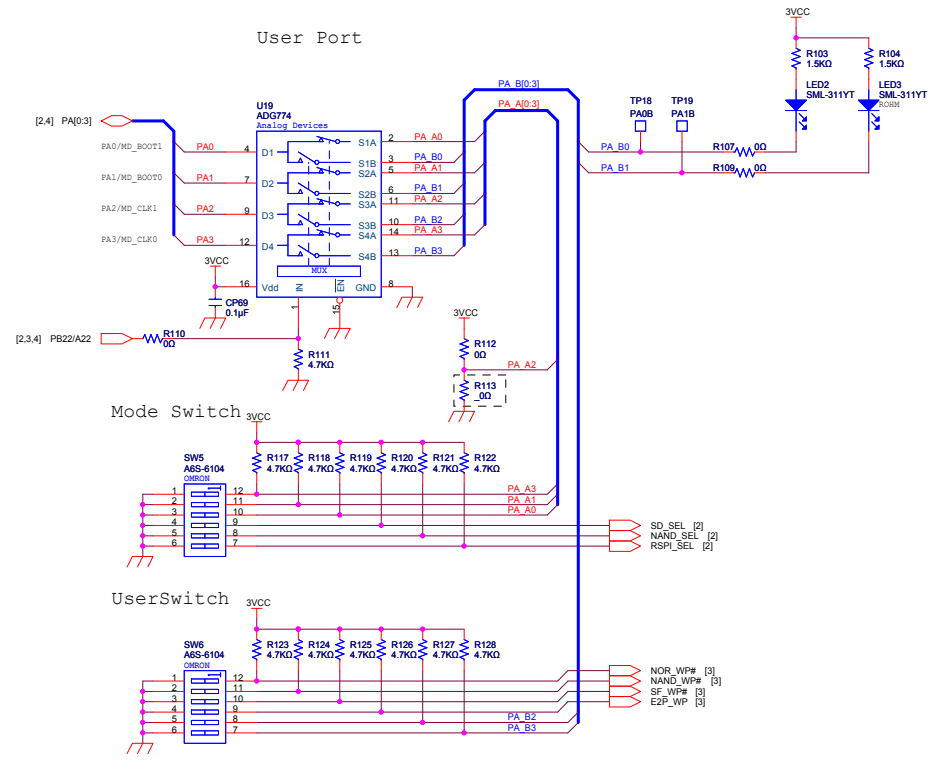 User Port
3VCC
R103
1.5KΩ
R104
1.5KΩ
LED2
SML-311YT
LED3
SML-311YT
ROHM
PA_B[0:3]
PA_A[0:3]
TP18
PA0B
TP19
PA1B
U19
ADG774
Analog Devices
[2,4] PA[0:3]
PA0/MD_BOOT1 PA0 4 D1 S1A 2 PA_A0
S1B 3 PA_B0
PA1/MD_BOOT0 PA1 7 D2 S2A 5 PA_A1
S2B 6 PA_B1
PA2/MD_CLK1 PA2 9 D3 S3A 11 PA_A2
S3B 10 PA_B2
PA3/MD_CLK0 PA3 12 D4 S4A 14 PA_A3
S4B 13 PA_B3
PA_B0 R107 0Ω
PA_B1 R109 0Ω
MUX
3VCC
16 Vdd IN EN GND 8
1 15
CP69
0.1µF
[2,3,4] PB22/A22
R110
0Ω
R111
4.7KΩ
3VCC
R112
0Ω
PA_A2
R113
_0Ω
Mode Switch
3VCC
R117 R118 R119 R120 R121 R122
4.7KΩ 4.7KΩ 4.7KΩ 4.7KΩ 4.7KΩ 4.7KΩ
SW5
A6S-6104
OMRON
1 12 PA_A3
2 11 PA_A1
3 10 PA_A0
4 9 SD_SEL [2]
5 8 NAND_SEL [2]
6 7 RSPI_SEL [2]
UserSwitch
3VCC
R123 R124 R125 R126 R127 R128
4.7KΩ 4.7KΩ 4.7KΩ 4.7KΩ 4.7KΩ 4.7KΩ
SW6
A6S-6104
OMRON
1 12 NOR_WP# [3]
2 11 NAND_WP# [3]
3 10 SF_WP# [3]
4 9 E2P_WP [3]
5 8 PA_B2
6 7 PA_B3